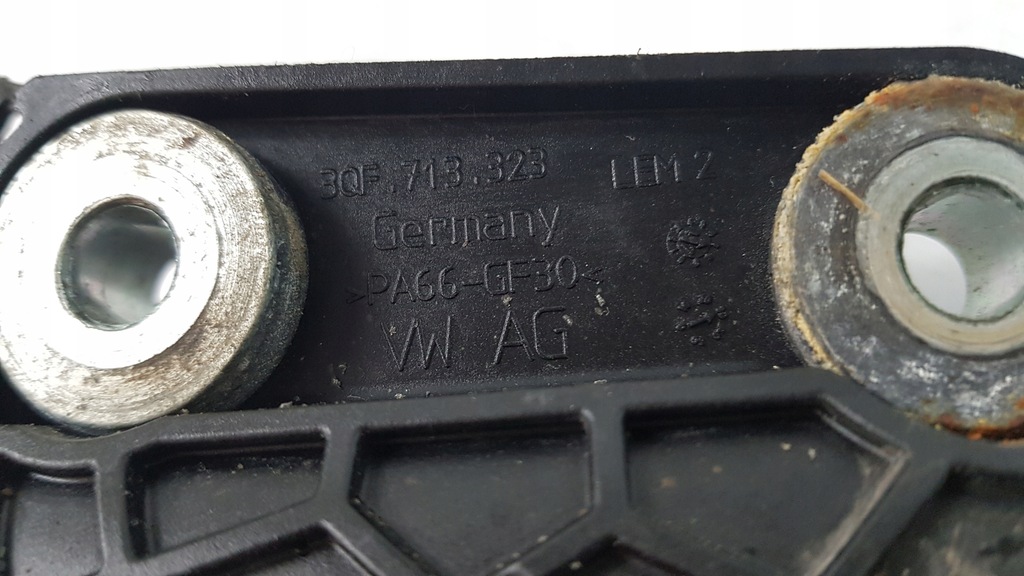 3QF.713.323 LEM 2
Germany
>PA66-GF30<
VW AG